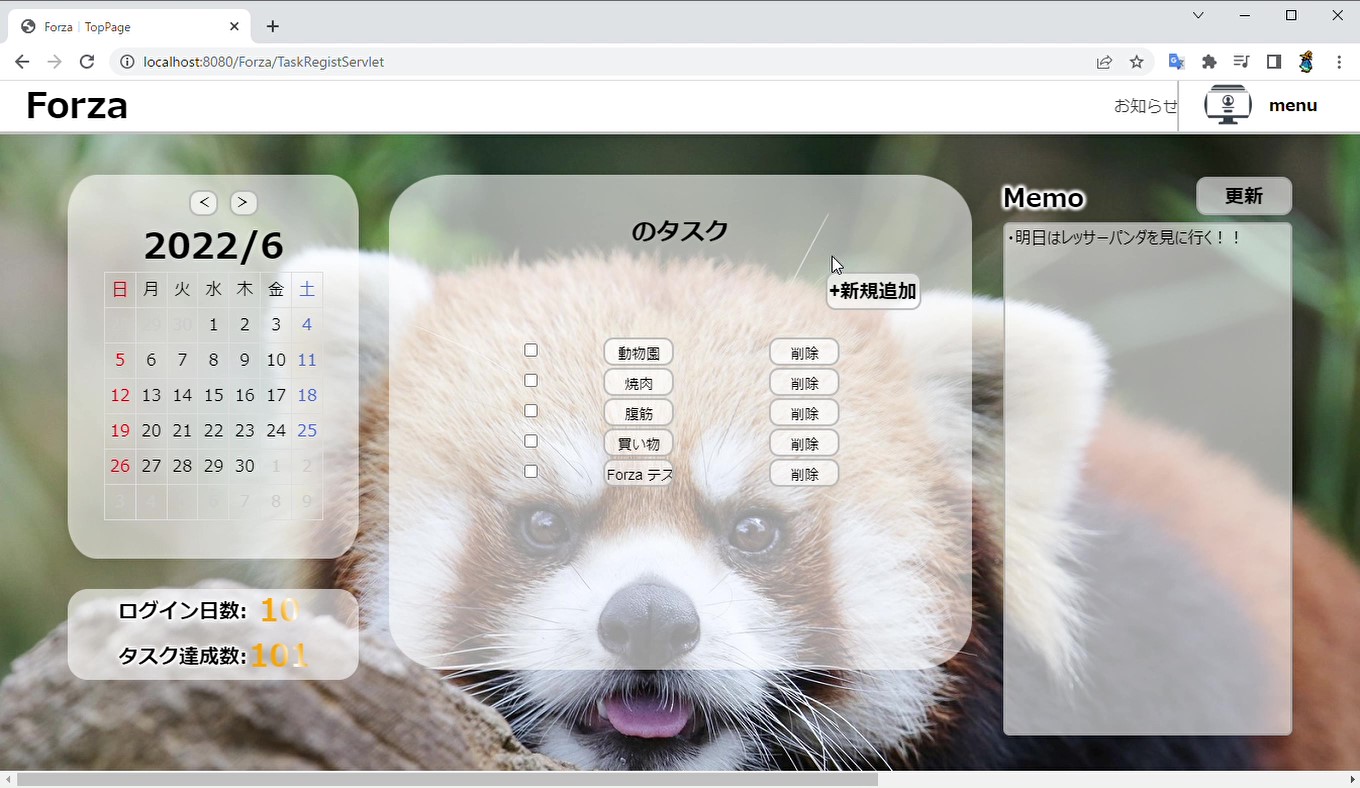 Forza | TopPage
localhost:8080/Forza/TaskRegistServlet
Forza
お知らせ
menu
< >
2022/6
日 月 火 水 木 金 土
29 30 1 2 3 4
5 6 7 8 9 10 11
12 13 14 15 16 17 18
19 20 21 22 23 24 25
26 27 28 29 30 1 2
3 4 6 7 8 9
ログイン日数: 10
タスク達成数: 101
のタスク
+新規追加
動物園 削除
焼肉 削除
腹筋 削除
買い物 削除
Forza テス 削除
Memo
更新
・明日はレッサーパンダを見に行く！！